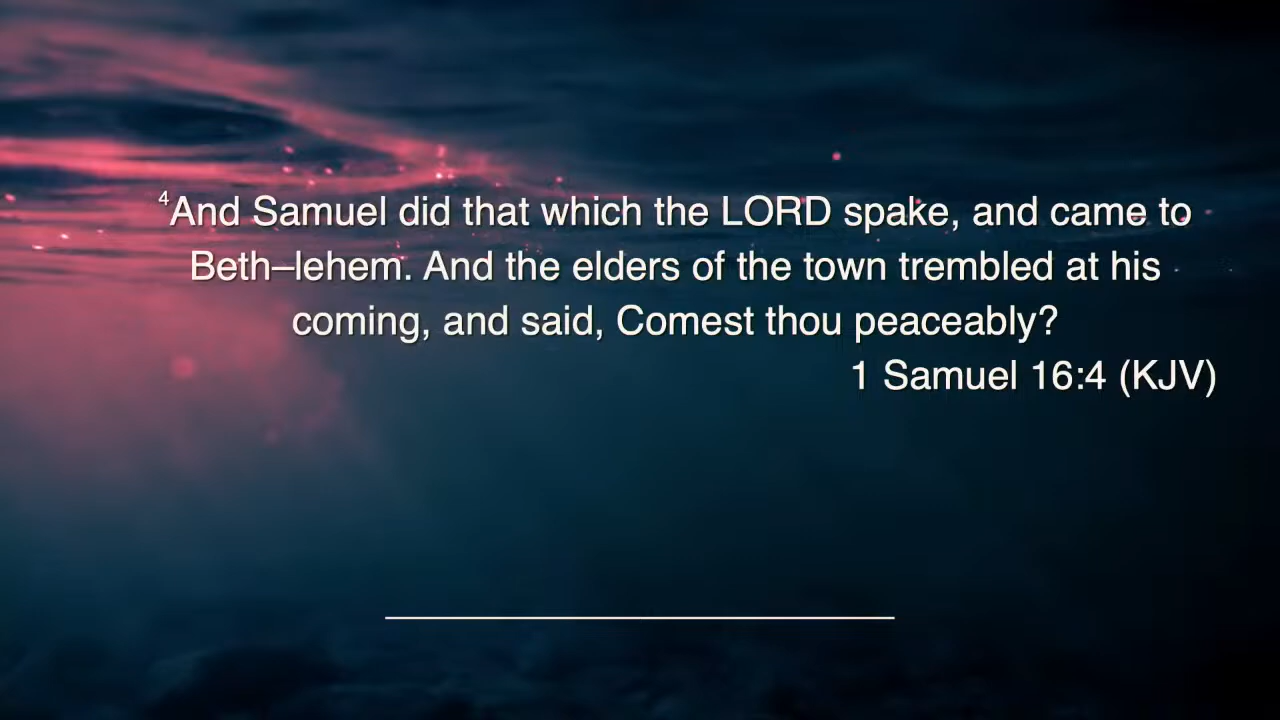 ⁴And Samuel did that which the LORD spake, and came to
Beth–lehem. And the elders of the town trembled at his
coming, and said, Comest thou peaceably?
1 Samuel 16:4 (KJV)